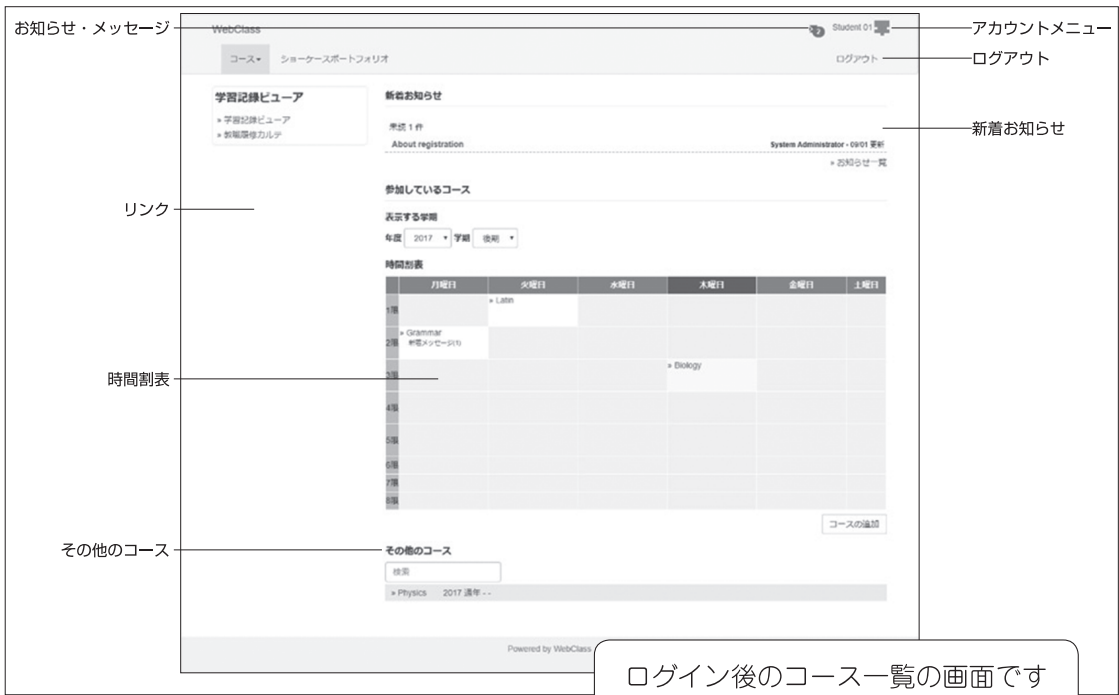 お知らせ・メッセージ
WebClass
Student 01
アカウントメニュー
コース▾ ショーケースポートフォリオ
ログアウト
ログアウト
学習記録ビューア
» 学習記録ビューア
» 教職履修カルテ
新着お知らせ
未読 1 件
About registration
System Administrator - 09/01 更新
» お知らせ一覧
新着お知らせ
リンク
参加しているコース
表示する学期
年度 2017 ▾ 学期 後期 ▾
時間割表
月曜日 火曜日 水曜日 木曜日 金曜日 土曜日
1限 » Latin
2限 » Grammar
新着メッセージ(1)
3限 » Biology
4限
5限
6限
7限
8限
時間割表
コースの追加
その他のコース
その他のコース
検索
» Physics 2017 通年 - -
Powered by WebClass
ログイン後のコース一覧の画面です